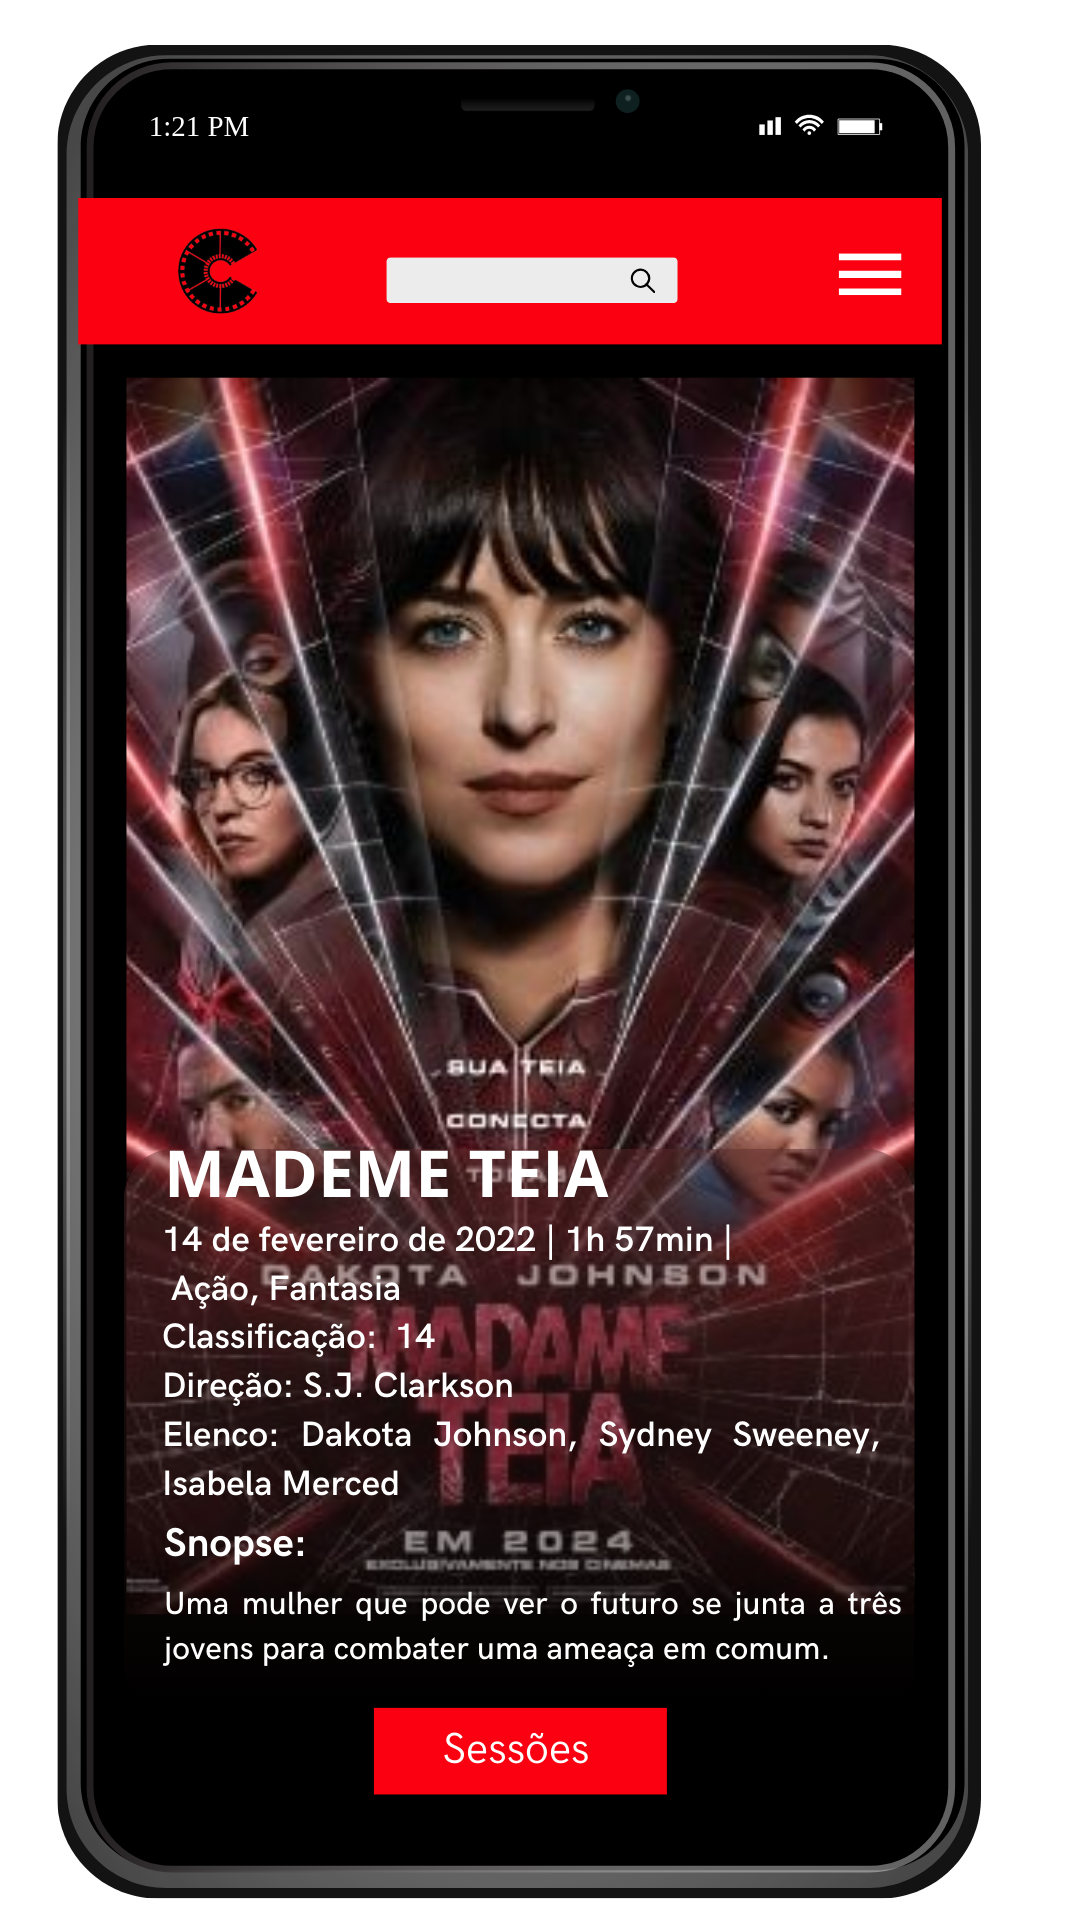 1:21 PM
SUA TEIA
CONECTA
MADEME TEIA
14 de fevereiro de 2022 | 1h 57min |
DAKOTA JOHNSON
Ação, Fantasia
MADAME
Classificação: 14
Direção: S.J. Clarkson
TEIA
Elenco: Dakota Johnson, Sydney Sweeney,
Isabela Merced
Snopse:
EM 2024
EXCLUSIVAMENTE NOS CINEMAS
Uma mulher que pode ver o futuro se junta a três
jovens para combater uma ameaça em comum.
Sessões